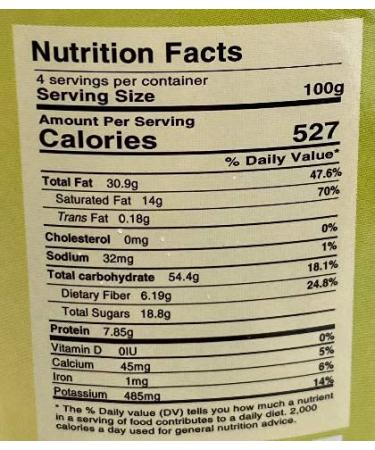 Nutrition Facts
4 servings per container
Serving Size 100g
Amount Per Serving
Calories 527
% Daily Value*
Total Fat 30.9g 47.6%
Saturated Fat 14g 70%
Trans Fat 0.18g
Cholesterol 0mg 0%
Sodium 32mg 1%
Total carbohydrate 54.4g 18.1%
Dietary Fiber 6.19g 24.8%
Total Sugars 18.8g
Protein 7.85g
Vitamin D 0IU 0%
Calcium 45mg 5%
Iron 1mg 6%
Potassium 485mg 14%
* The % Daily value (DV) tells you how much a nutrient
in a serving of food contributes to a daily diet. 2,000
calories a day used for general nutrition advice.